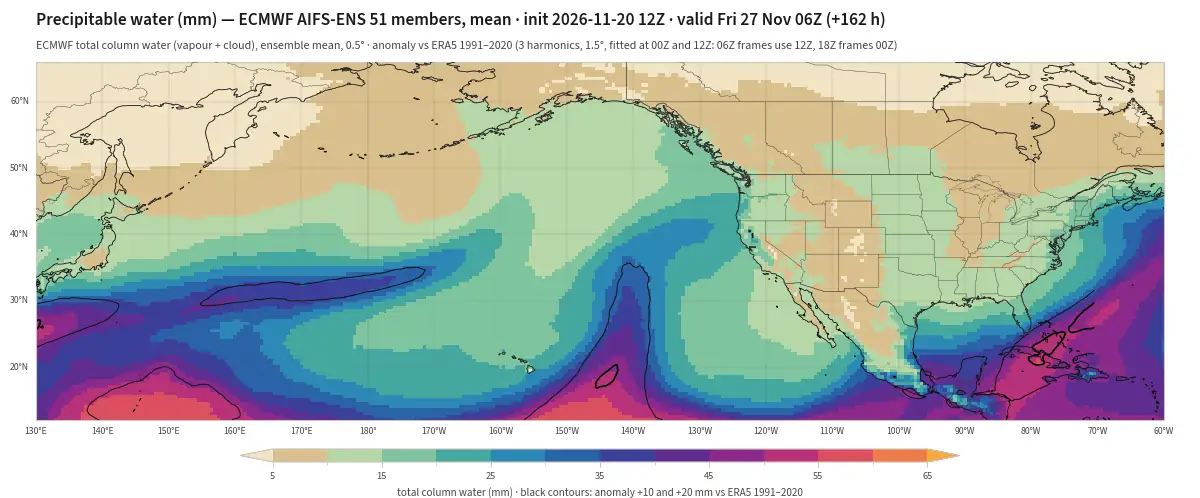 Precipitable water (mm) — ECMWF AIFS-ENS 51 members, mean · init 2026-11-20 12Z · valid Fri 27 Nov 06Z (+162 h)
ECMWF total column water (vapour + cloud), ensemble mean, 0.5° · anomaly vs ERA5 1991–2020 (3 harmonics, 1.5°, fitted at 00Z and 12Z: 06Z frames use 12Z, 18Z frames 00Z)
60°N
50°N
40°N
30°N
20°N
130°E 140°E 150°E 160°E 170°E 180° 170°W 160°W 150°W 140°W 130°W 120°W 110°W 100°W 90°W 80°W 70°W 60°W
5 15 25 35 45 55 65
total column water (mm) · black contours: anomaly +10 and +20 mm vs ERA5 1991–2020